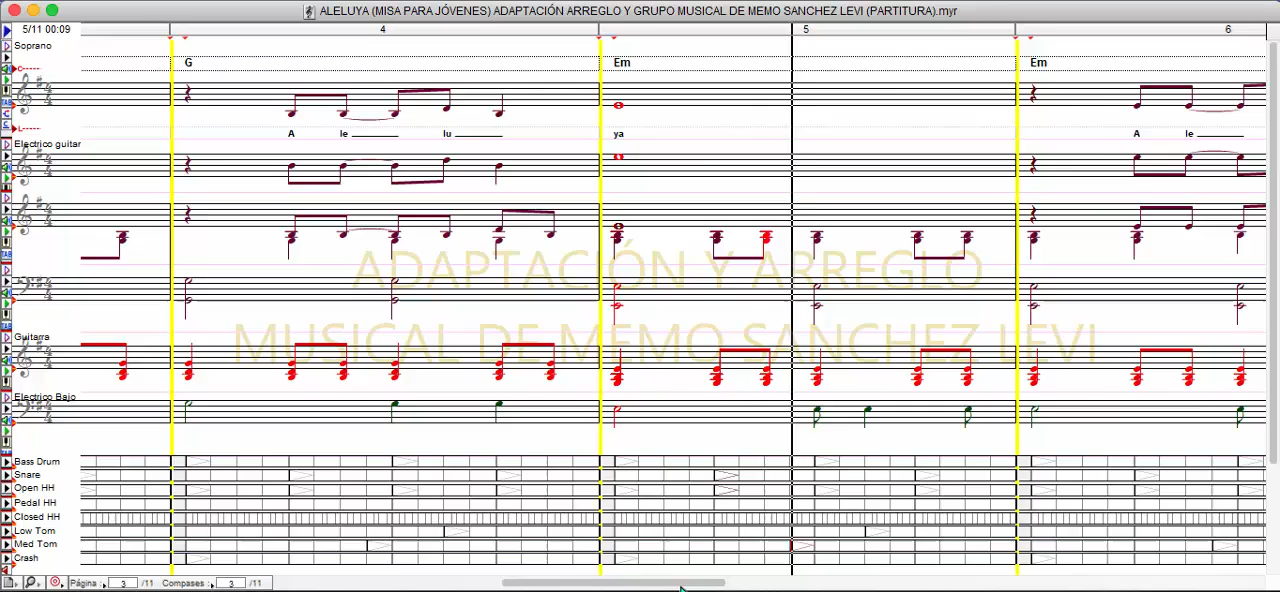 ALELUYA (MISA PARA JÓVENES) ADAPTACIÓN ARREGLO Y GRUPO MUSICAL DE MEMO SANCHEZ LEVI (PARTITURA).myr
5/11 00:09 4 5 6
Soprano
G Em Em
C-----
L-----
A le lu ya A le
Electrico guitar
ADAPTACIÓN Y ARREGLO
MUSICAL DE MEMO SANCHEZ LEVI
Guitarra
Electrico Bajo
Bass Drum
Snare
Open HH
Pedal HH
Closed HH
Low Tom
Med Tom
Crash
Página : 3 /11 Compases : 3 /11